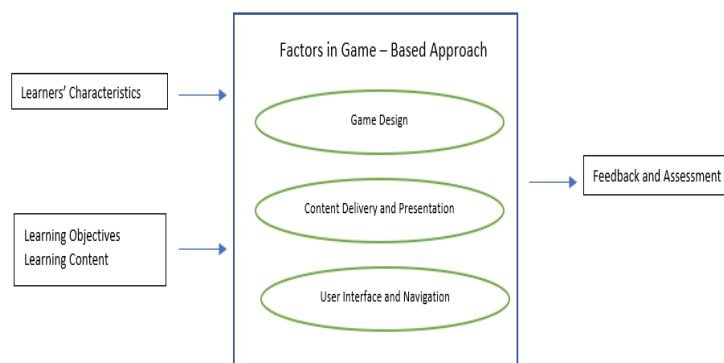 Factors in Game – Based Approach
Learners' Characteristics
Game Design
Feedback and Assessment
Content Delivery and Presentation
Learning Objectives
Learning Content
User Interface and Navigation